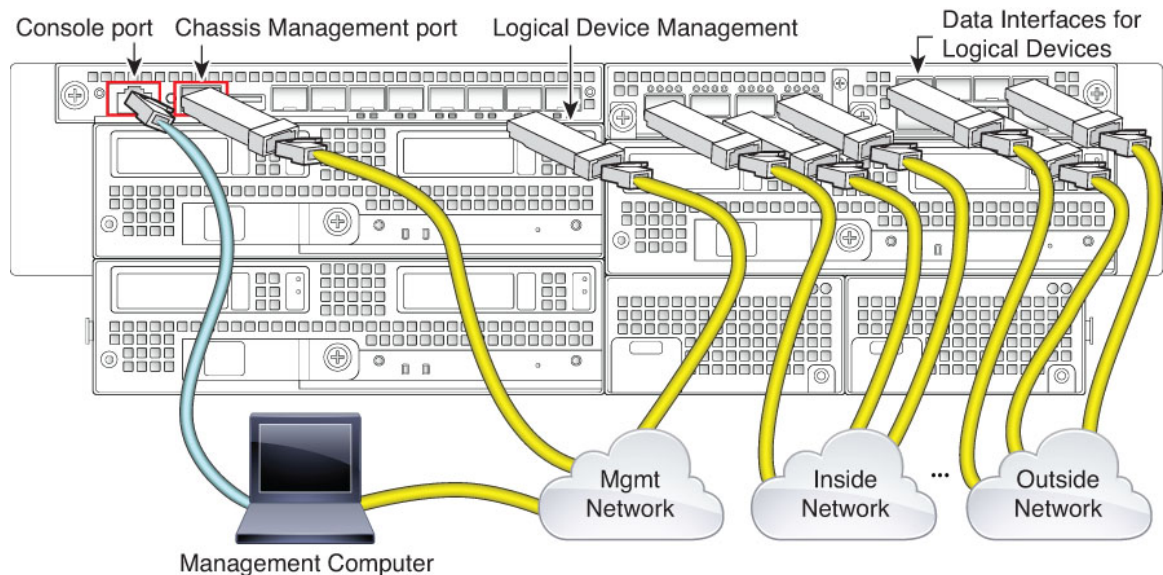 Console port
Chassis Management port
Logical Device Management
Data Interfaces for
Logical Devices
Mgmt
Network
Inside
Network
...
Outside
Network
Management Computer